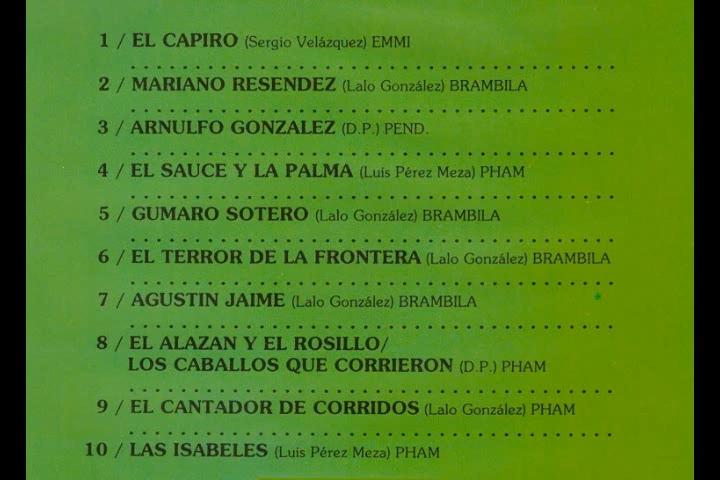 1 / EL CAPIRO (Sergio Velázquez) EMMI
2 / MARIANO RESENDEZ (Lalo González) BRAMBILA
3 / ARNULFO GONZALEZ (D.P.) PEND.
4 / EL SAUCE Y LA PALMA (Luis Pérez Meza) PHAM
5 / GUMARO SOTERO (Lalo González) BRAMBILA
6 / EL TERROR DE LA FRONTERA (Lalo González) BRAMBILA
7 / AGUSTIN JAIME (Lalo González) BRAMBILA
8 / EL ALAZAN Y EL ROSILLO/
LOS CABALLOS QUE CORRIERON (D.P.) PHAM
9 / EL CANTADOR DE CORRIDOS (Lalo González) PHAM
10 / LAS ISABELES (Luis Pérez Meza) PHAM